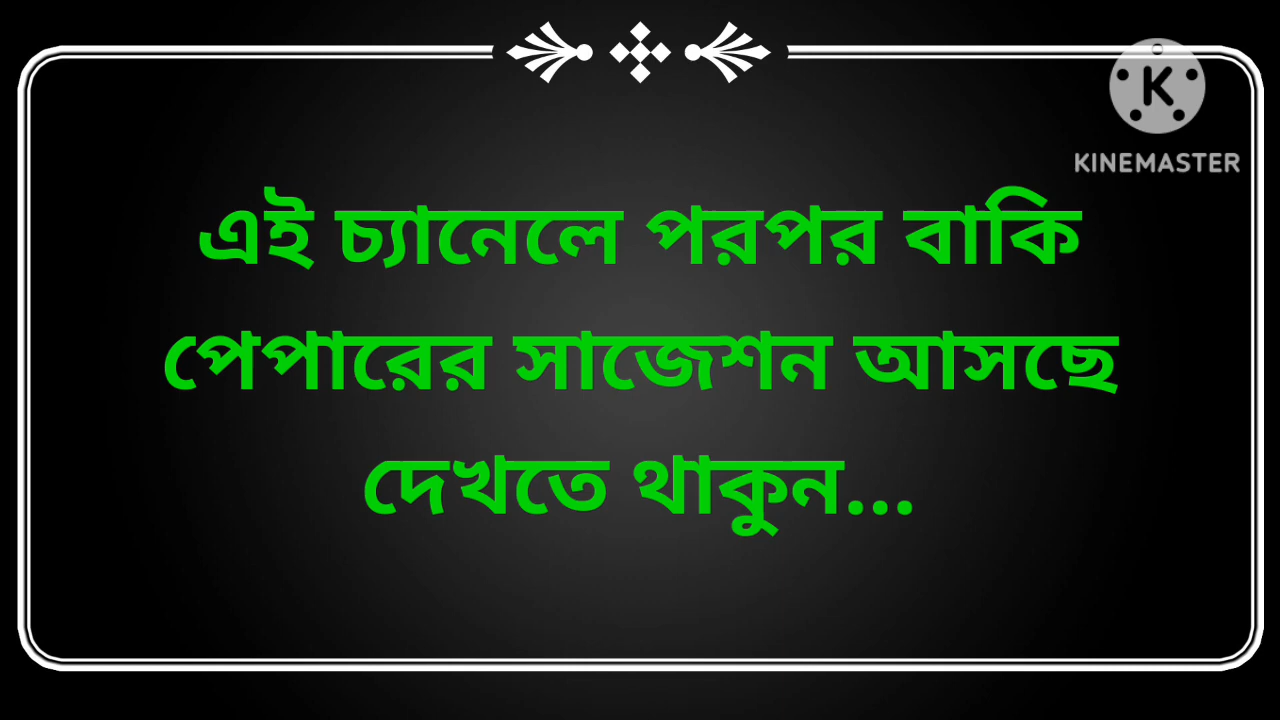 K
KINEMASTER
এই চ্যানেলে পরপর বাকি
পেপারের সাজেশন আসছে
দেখতে থাকুন...